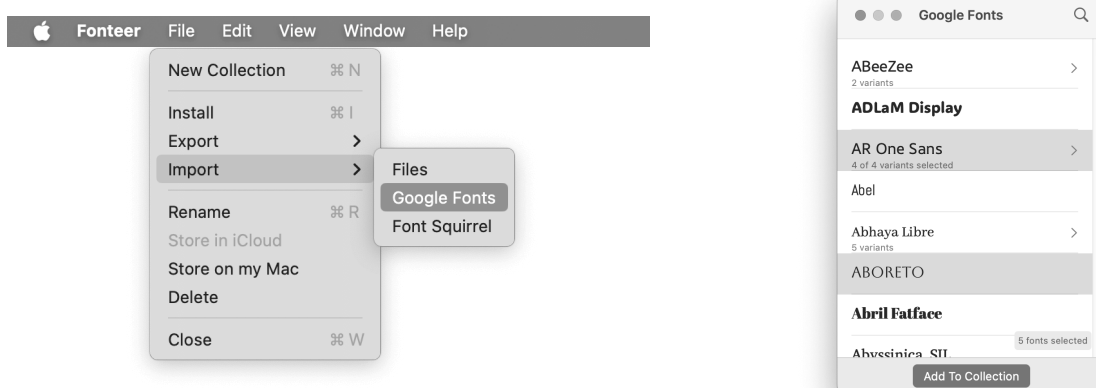 Fonteer File Edit View Window Help
New Collection ⌘ N
Install ⌘ I
Export
Import
Files
Google Fonts
Font Squirrel
Rename ⌘ R
Store in iCloud
Store on my Mac
Delete
Close ⌘ W
Google Fonts
ABeeZee
2 variants
ADLaM Display
AR One Sans
4 of 4 variants selected
Abel
Abhaya Libre
5 variants
ABORETO
Abril Fatface
Abyssinica SIL
5 fonts selected
Add To Collection